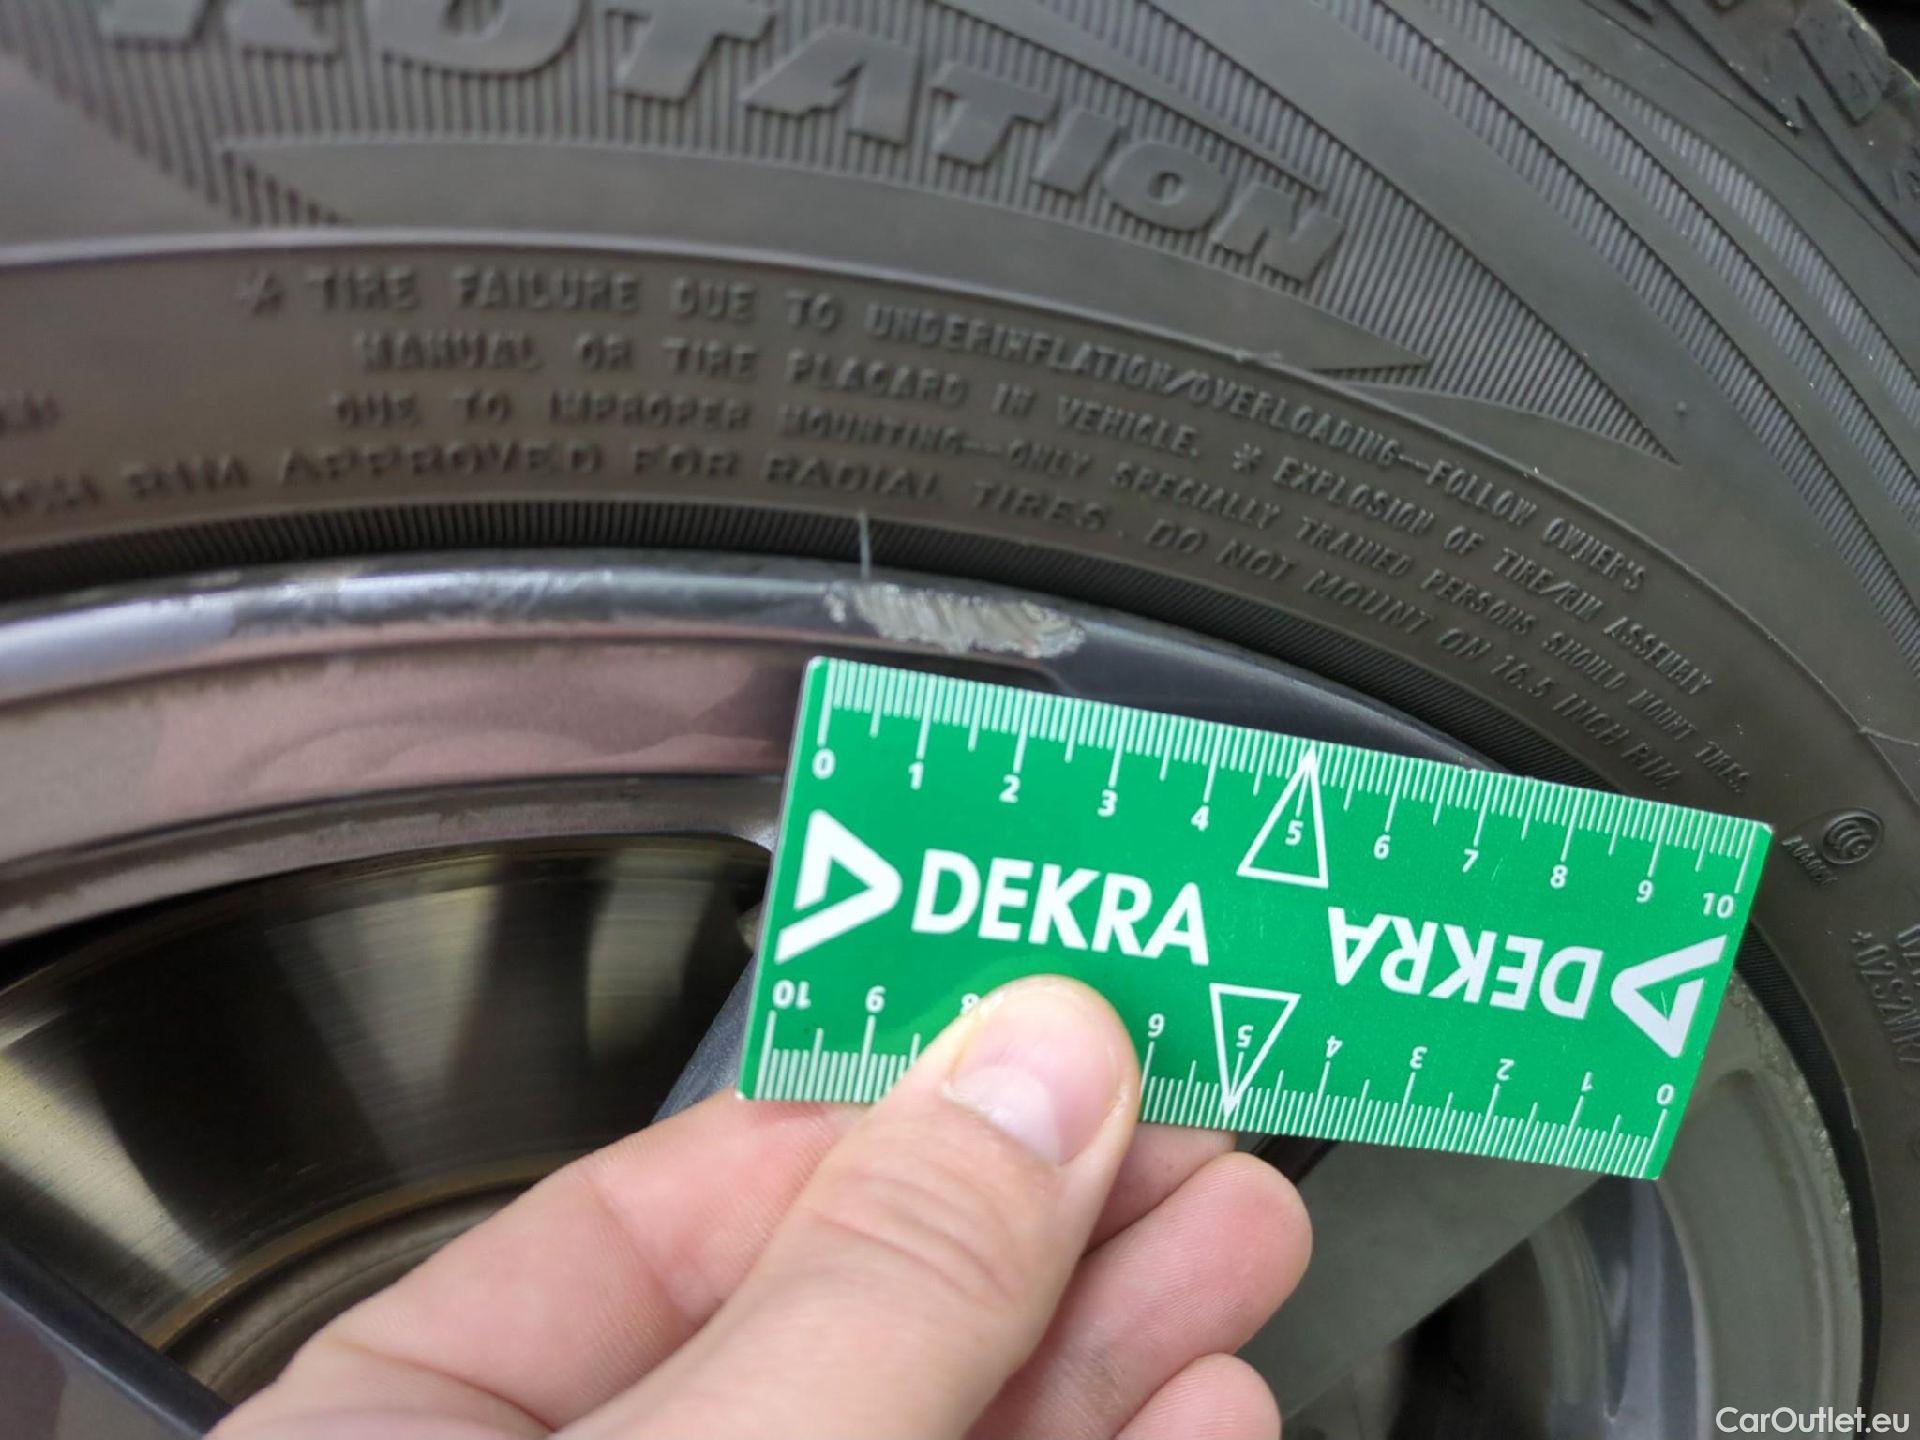 ROTATION
* TIRE FAILURE DUE TO UNDERINFLATION/OVERLOADING—FOLLOW OWNER'S
MANUAL OR TIRE PLACARD IN VEHICLE. * EXPLOSION OF TIRE/RIM ASSEMBLY
DUE TO IMPROPER MOUNTING—ONLY SPECIALLY TRAINED PERSONS SHOULD MOUNT TIRES.
RIM APPROVED FOR RADIAL TIRES. DO NOT MOUNT ON 16.5 INCH RIM
0 1 2 3 4 5 6 7 8 9 10
DEKRA
DEKRA
10 9 8 6 5 4 3 2 1 0
CarOutlet.eu